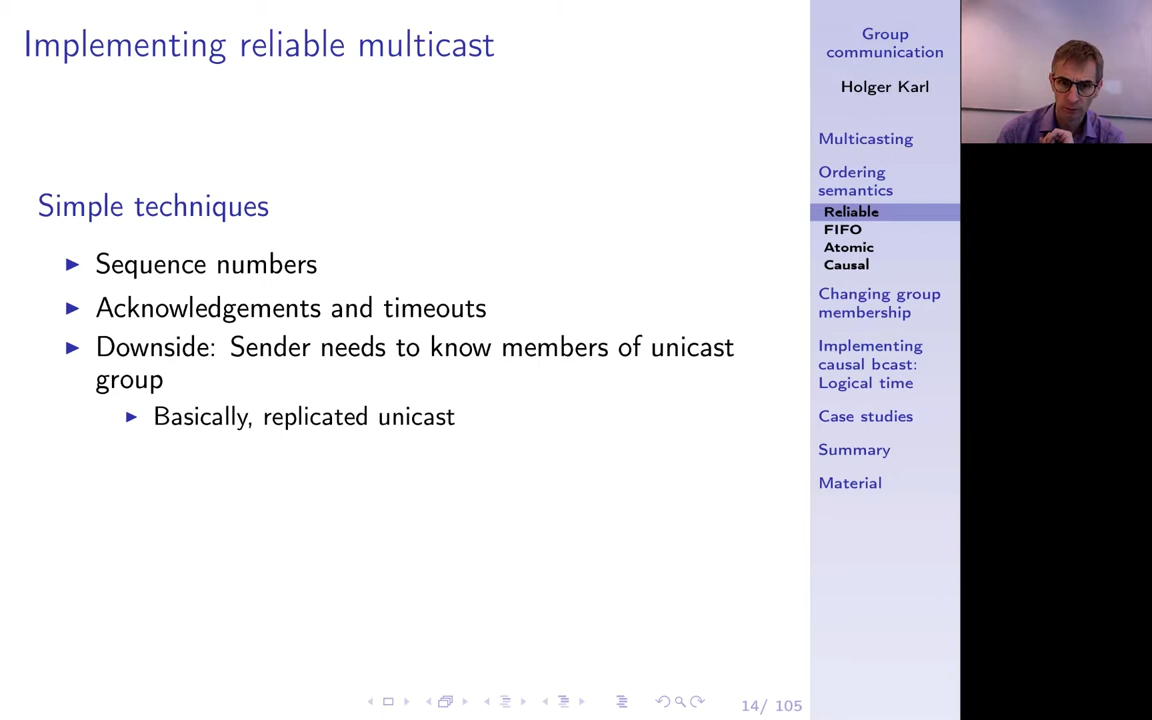 Implementing reliable multicast
Simple techniques
Sequence numbers
Acknowledgements and timeouts
Downside: Sender needs to know members of unicast
group
Basically, replicated unicast
14/ 105
Group
communication
Holger Karl
Multicasting
Ordering
semantics
Reliable
FIFO
Atomic
Causal
Changing group
membership
Implementing
causal bcast:
Logical time
Case studies
Summary
Material